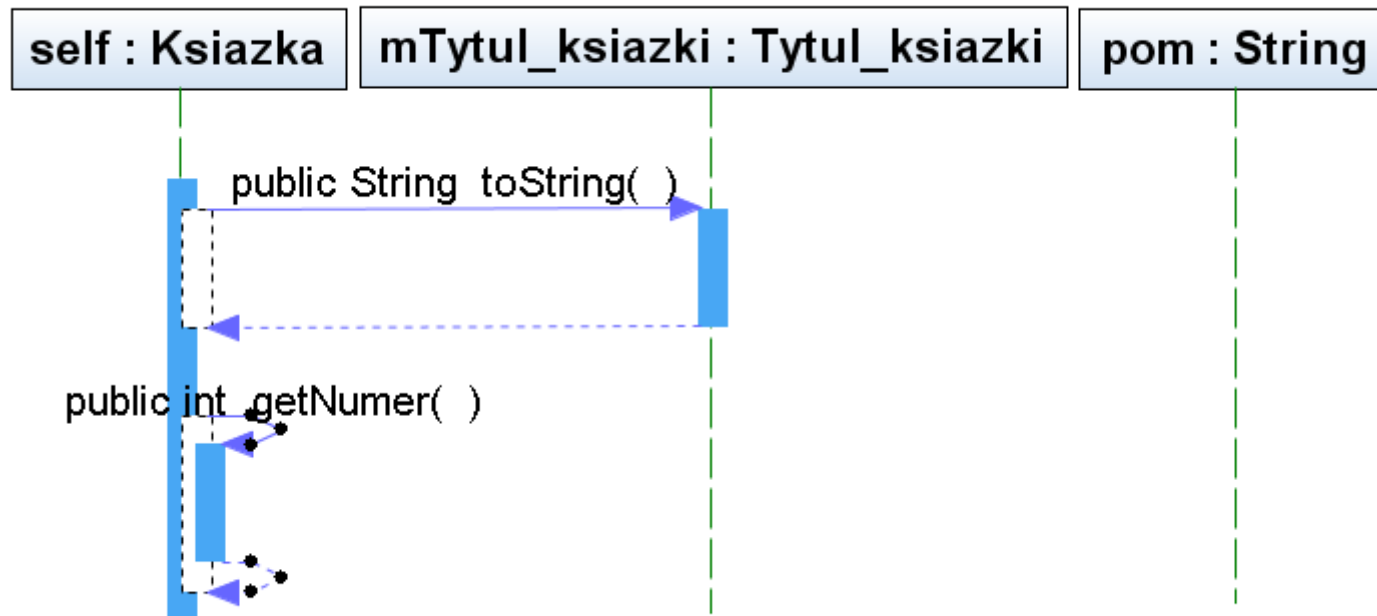 self : Ksiazka
mTytul_ksiazki : Tytul_ksiazki
pom : String
public String toString( )
public int getNumer( )